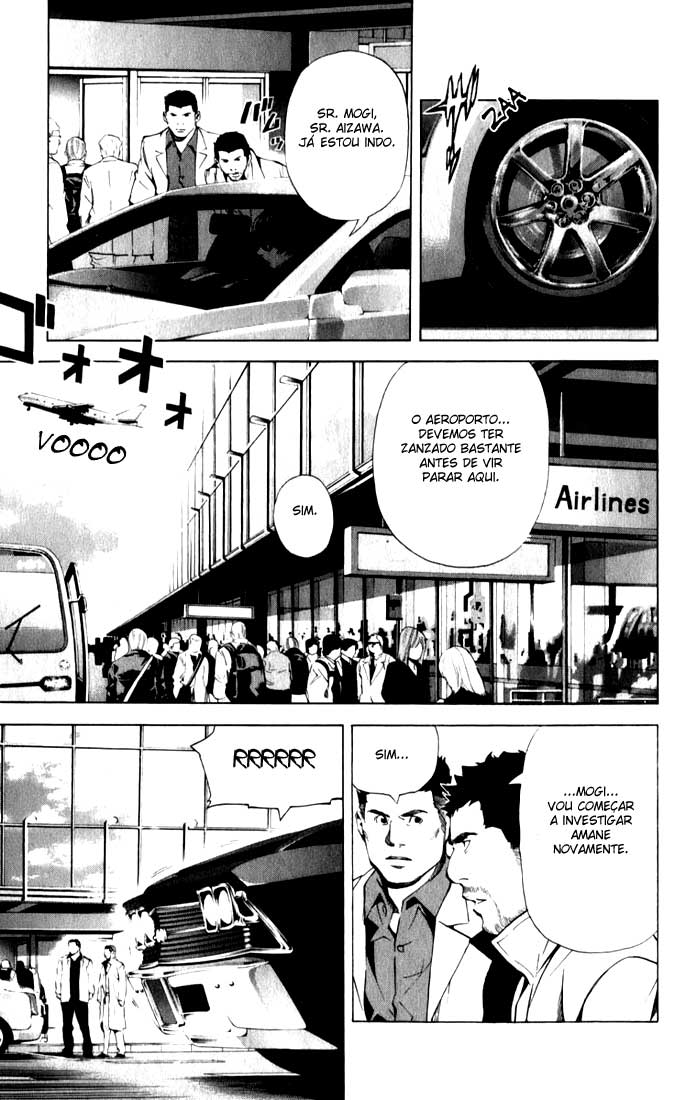 ZAA
SR. MOGI,
SR. AIZAWA.
JÁ ESTOU INDO.
VOOOO
O AEROPORTO...
DEVEMOS TER
ZANZADO BASTANTE
ANTES DE VIR
PARAR AQUI.
SIM.
Airlines
...MOGI...
VOU COMEÇAR
A INVESTIGAR
AMANE
NOVAMENTE.
SIM...
RRRRRR